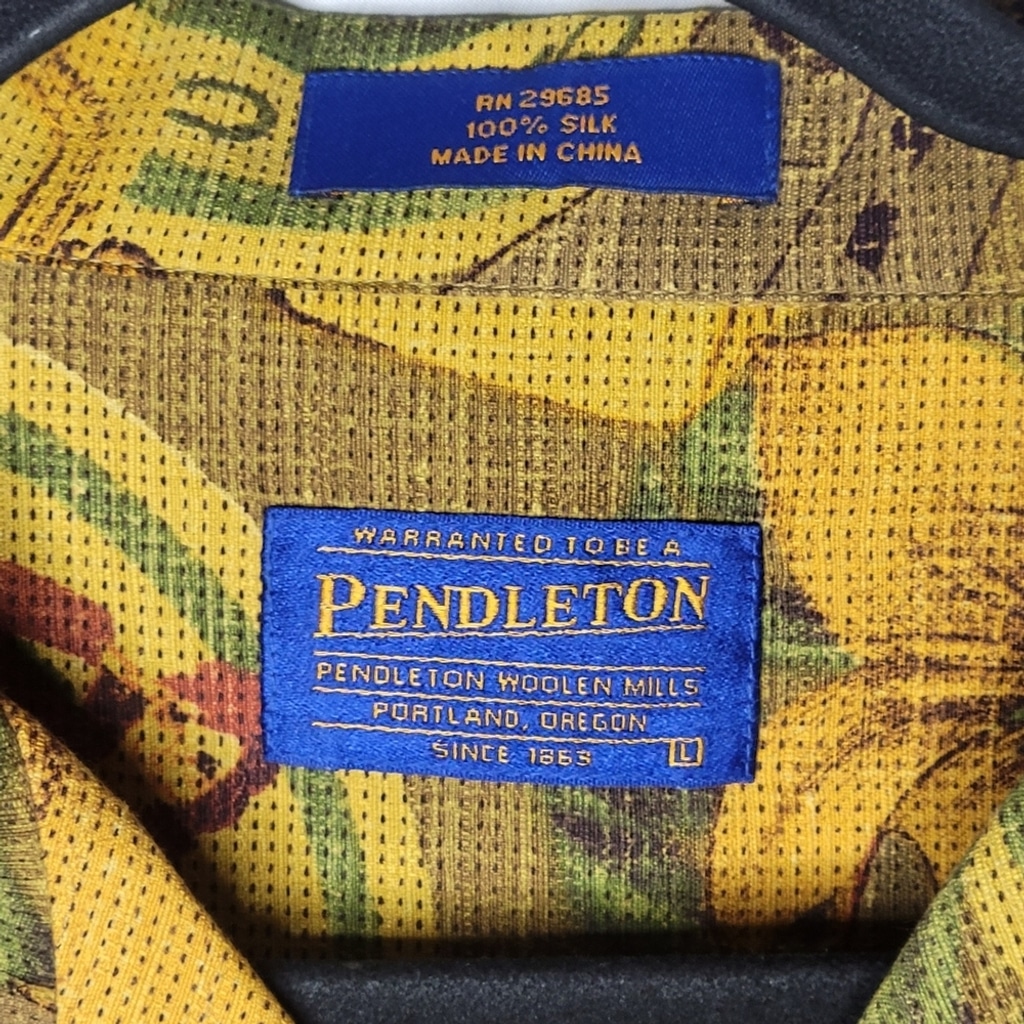 RN 29685
100% SILK
MADE IN CHINA
WARRANTED TO BE A
PENDLETON
PENDLETON WOOLEN MILLS
PORTLAND, OREGON
SINCE 1863 L